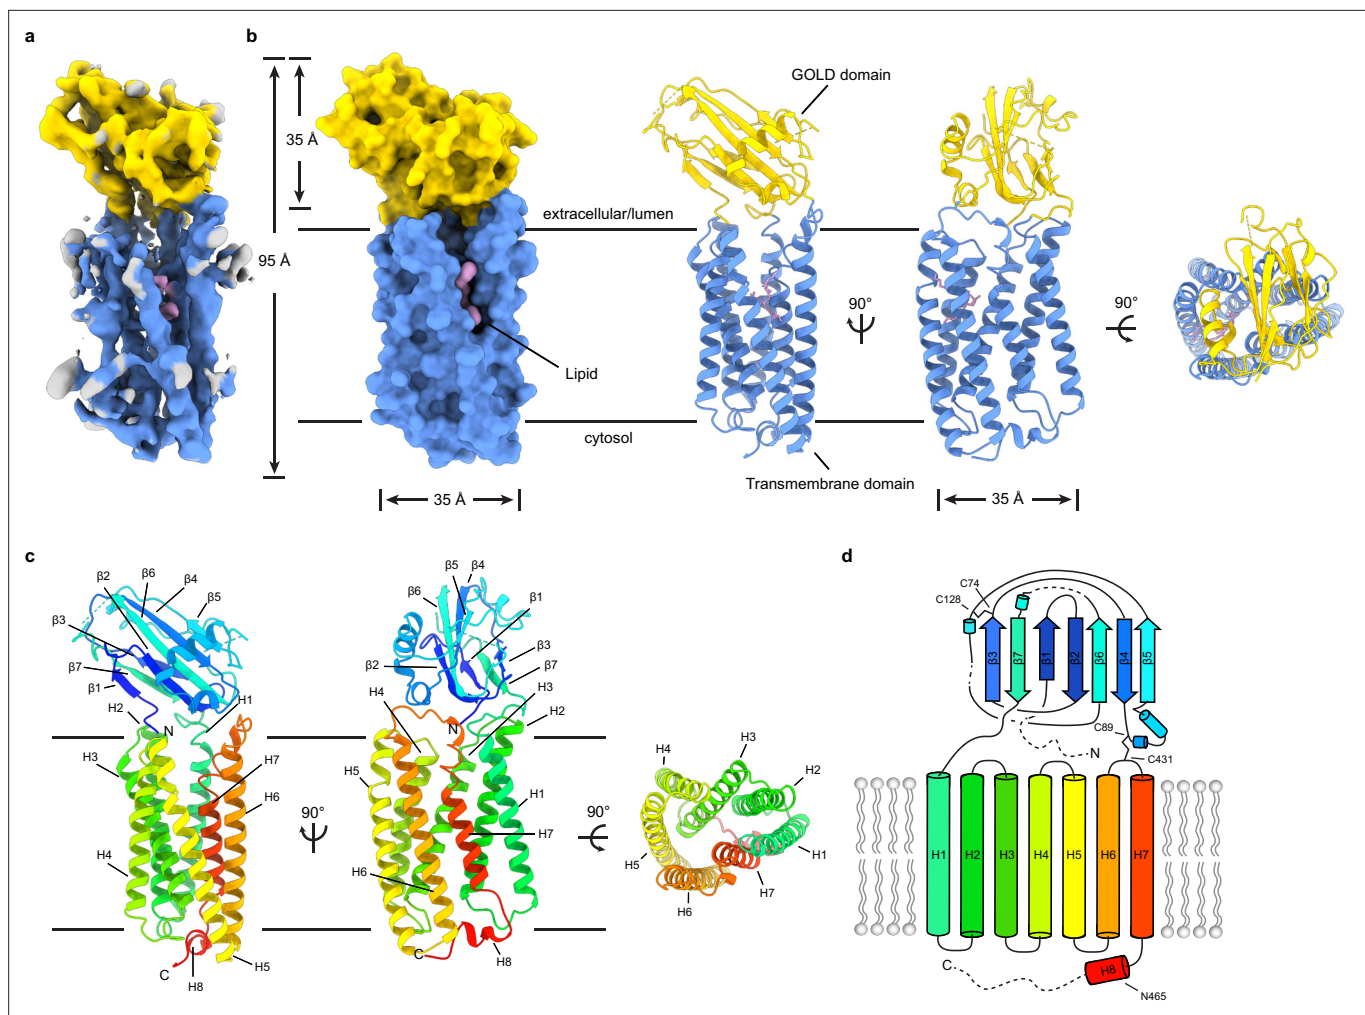 a
b
35 Å
95 Å
extracellular/lumen
GOLD domain
90°
90°
Lipid
cytosol
Transmembrane domain
35 Å
35 Å
c
β2
β6
β4
β5
β3
β7
β1
H2
N
H1
H3
H7
H6
H4
H5
C
H8
90°
β5
β4
β6
β1
β2
β3
β7
H4
H3
N
H2
H5
H1
H7
H6
C
H8
90°
H4
H3
H2
H5
H1
H7
H6
d
C74
C128
β3
β7
β1
β2
β6
β4
β5
C89
N
C431
H1
H2
H3
H4
H5
H6
H7
C
H8
N465